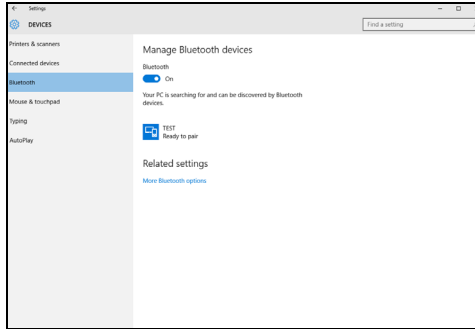 Settings
DEVICES
Find a setting
Printers & scanners
Connected devices
Bluetooth
Mouse & touchpad
Typing
AutoPlay
Manage Bluetooth devices
Bluetooth
On
Your PC is searching for and can be discovered by Bluetooth
devices.
TEST
Ready to pair
Related settings
More Bluetooth options